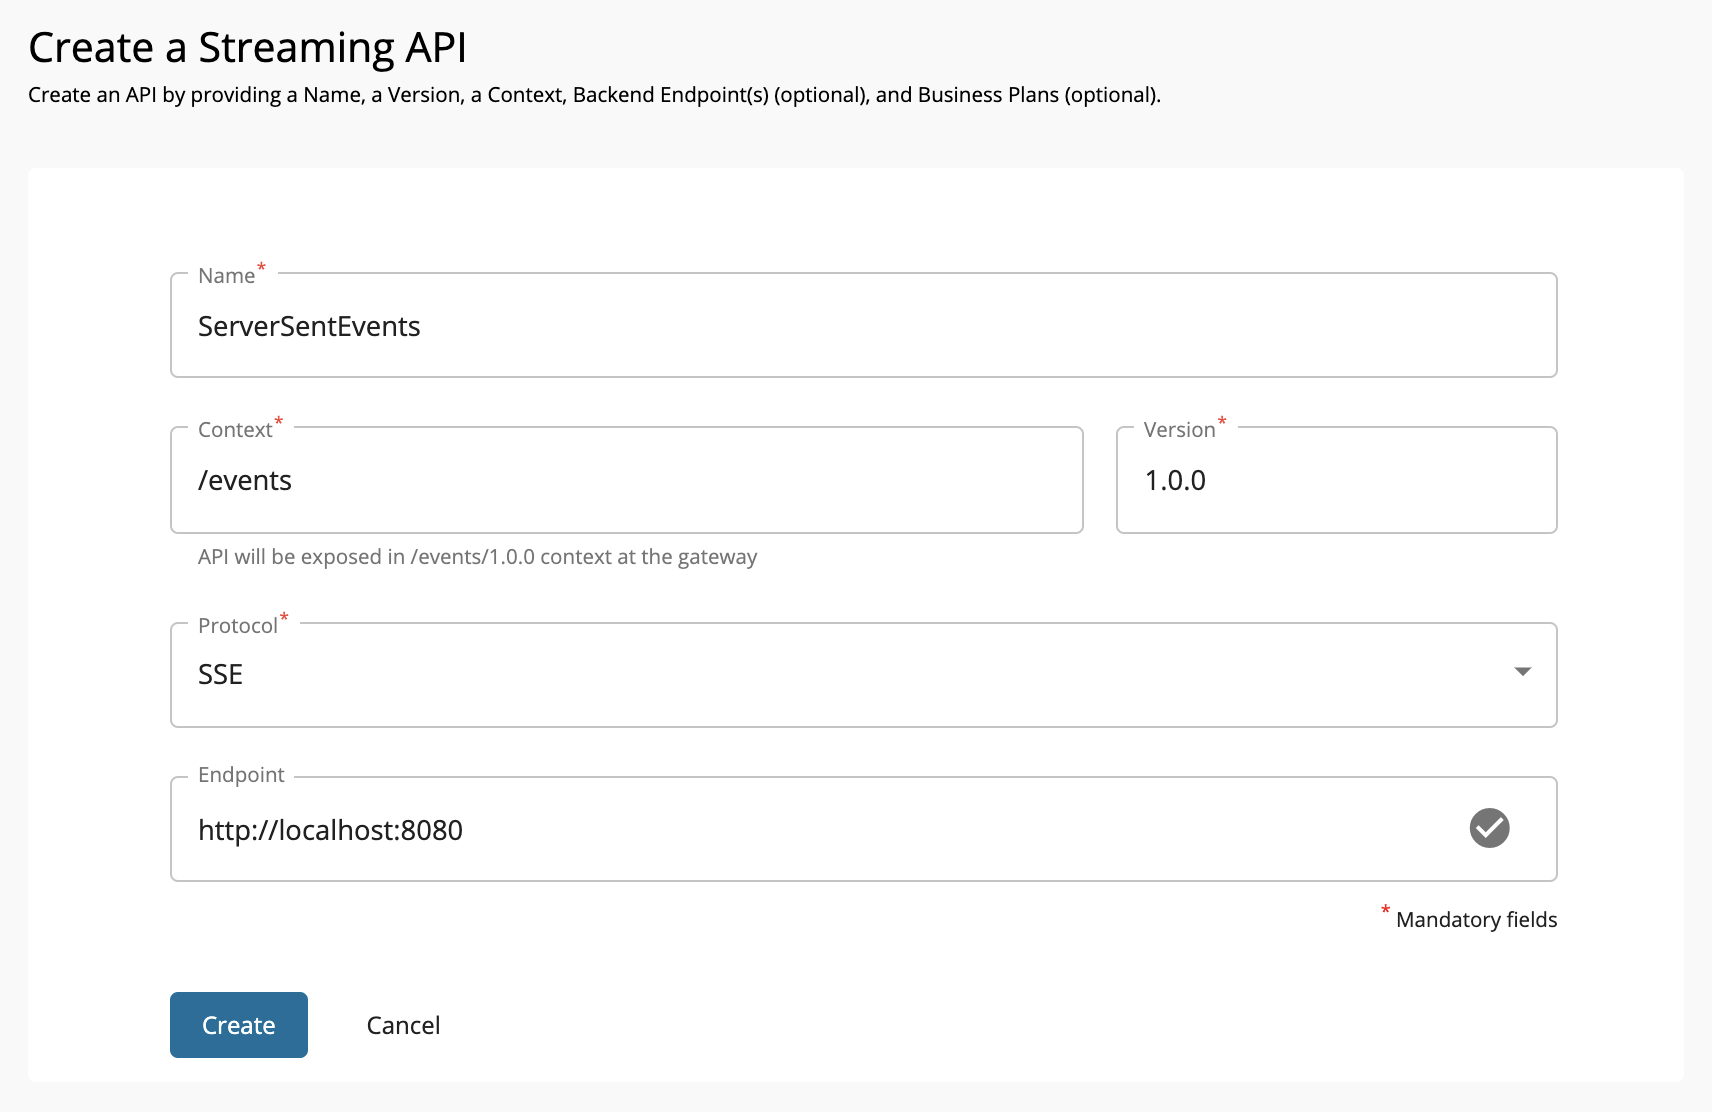 Create a Streaming API
Create an API by providing a Name, a Version, a Context, Backend Endpoint(s) (optional), and Business Plans (optional).
Name*
ServerSentEvents
Context*
/events
Version*
1.0.0
API will be exposed in /events/1.0.0 context at the gateway
Protocol*
SSE
Endpoint
http://localhost:8080
* Mandatory fields
Create
Cancel